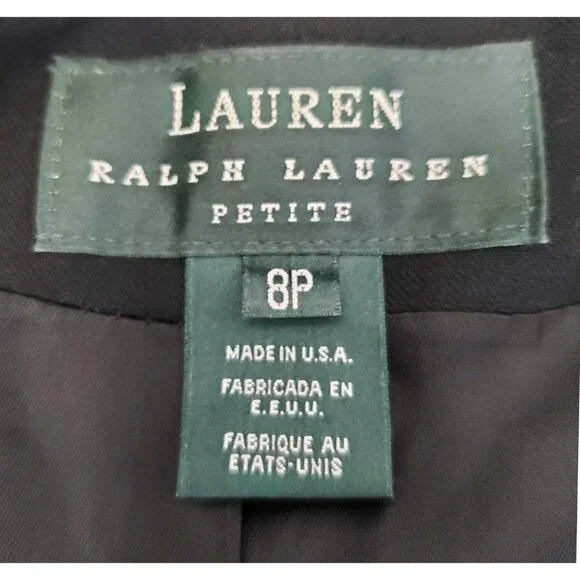 LAUREN
RALPH LAUREN
PETITE
8P
MADE IN U.S.A.
FABRICADA EN
E.E.U.U.
FABRIQUE AU
ETATS-UNIS